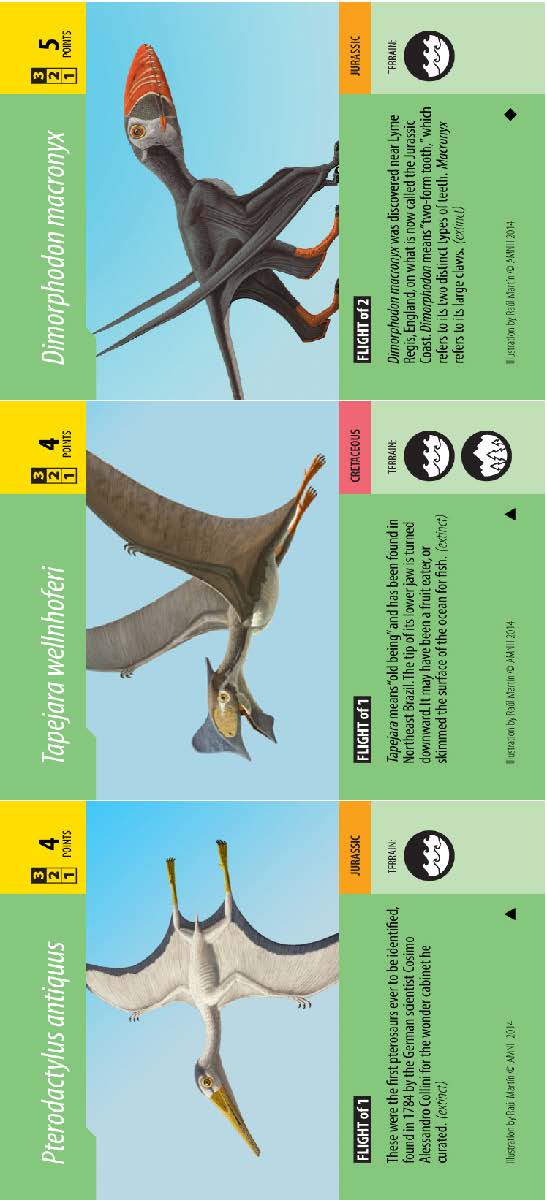 Dimorphodon macronyx
3
2
1
5
POINTS
FLIGHT of 2
JURASSIC
Dimorphodon macronyx was discovered near Lyme
Regis, England, on what is now called the Jurassic
Coast. Dimorphodon means "two-form tooth," which
refers to its two distinct types of teeth. Macronyx
refers to its large claws. (extinct)
TERRAIN:
Illustration by Raúl Martín © AMNH 2014
Tapejara wellnhoferi
3
2
1
4
POINTS
FLIGHT of 1
CRETACEOUS
Tapejara means "old being" and has been found in
Northeast Brazil. The tip of its lower jaw is turned
downward. It may have been a fruit eater, or
skimmed the surface of the ocean for fish. (extinct)
TERRAIN:
Illustration by Raúl Martín © AMNH 2014
Pterodactylus antiquus
3
2
1
4
POINTS
FLIGHT of 1
JURASSIC
These were the first pterosaurs ever to be identified,
found in 1784 by the German scientist Cosimo
Alessandro Collini for the wonder cabinet he
curated. (extinct)
TERRAIN:
Illustration by Raúl Martín © AMNH 2014